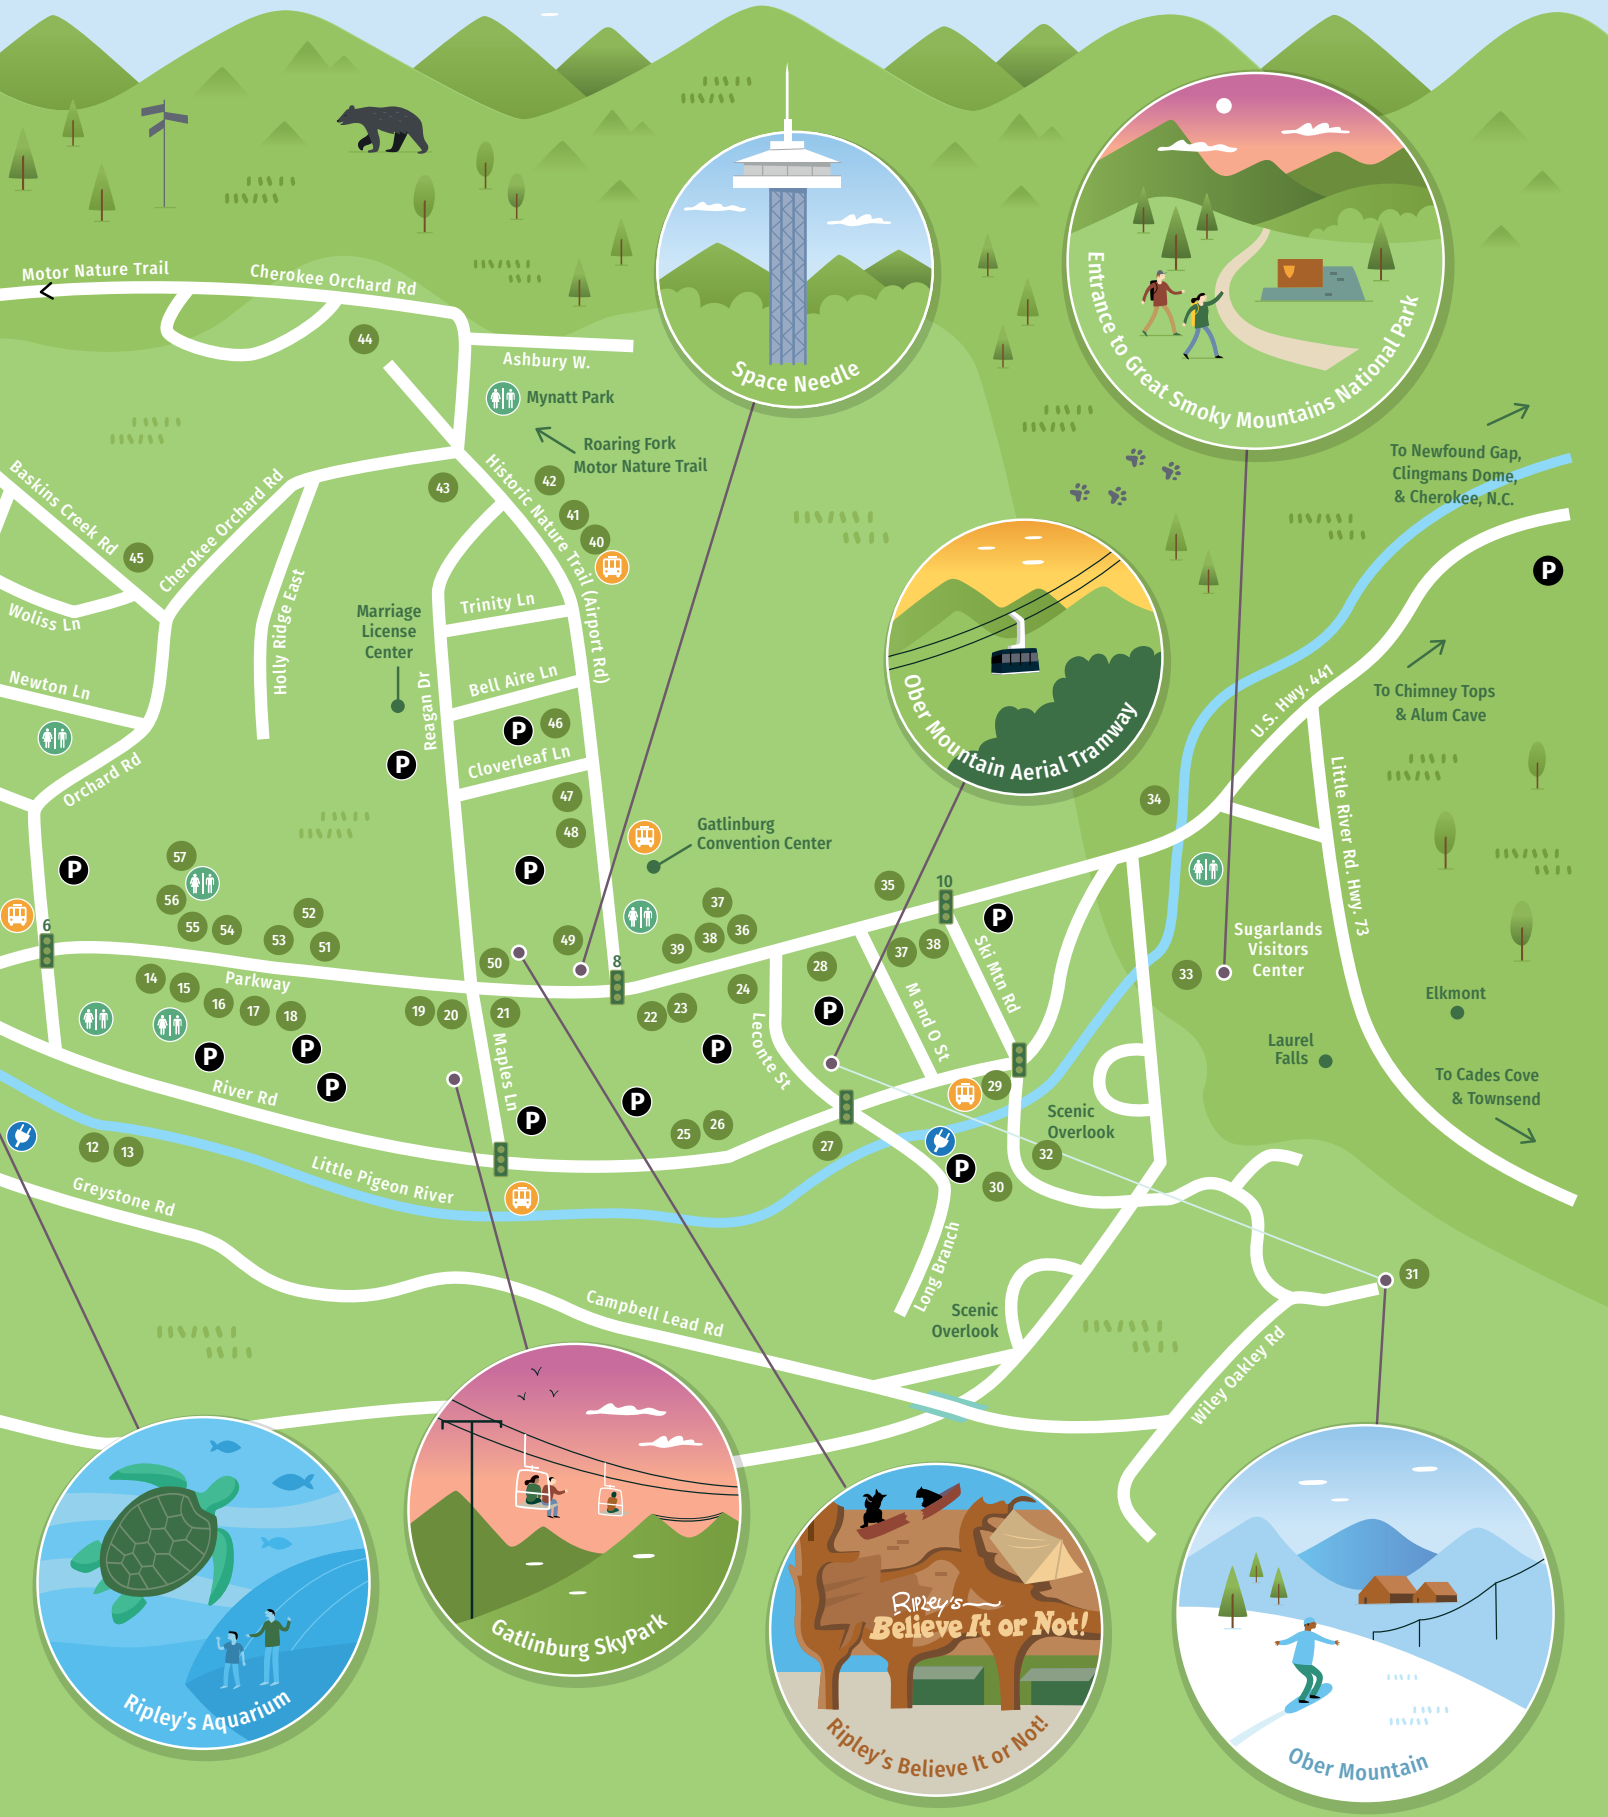 Motor Nature Trail
Cherokee Orchard Rd
44
Ashbury W.
Mynatt Park
Roaring Fork
Motor Nature Trail
Space Needle
Entrance to Great Smoky Mountains National Park
To Newfound Gap,
Clingmans Dome,
& Cherokee, N.C.
P
Baskins Creek Rd
45
Cherokee Orchard Rd
43
Historic Nature Trail (Airport Rd)
42
41
40
Woliss Ln
Holly Ridge East
Marriage
License
Center
Trinity Ln
Newton Ln
Reagan Dr
Bell Aire Ln
P
46
P
Cloverleaf Ln
Orchard Rd
47
48
Ober Mountain Aerial Tramway
U.S. Hwy. 441
To Chimney Tops
& Alum Cave
Little River Rd. Hwy. 73
34
Gatlinburg
Convention Center
P
57
56
55
54
53
52
51
P
6
50
49
8
37
36
38
39
35
10
P
37
38
28
Ski Mtn Rd
M and O St
33
Sugarlands
Visitors
Center
Elkmont
Laurel
Falls
To Cades Cove
& Townsend
14
15
16
17
18
Parkway
19
20
21
22
23
24
P
P
P
River Rd
Maples Ln
P
P
P
Leconte St
P
25
26
27
29
Scenic
Overlook
32
P
30
12
13
Little Pigeon River
Greystone Rd
Long Branch
31
Campbell Lead Rd
Scenic
Overlook
Wiley Oakley Rd
Ripley's Aquarium
Gatlinburg SkyPark
Ripley's
Believe It or Not!
Ripley's Believe It or Not!
Ober Mountain